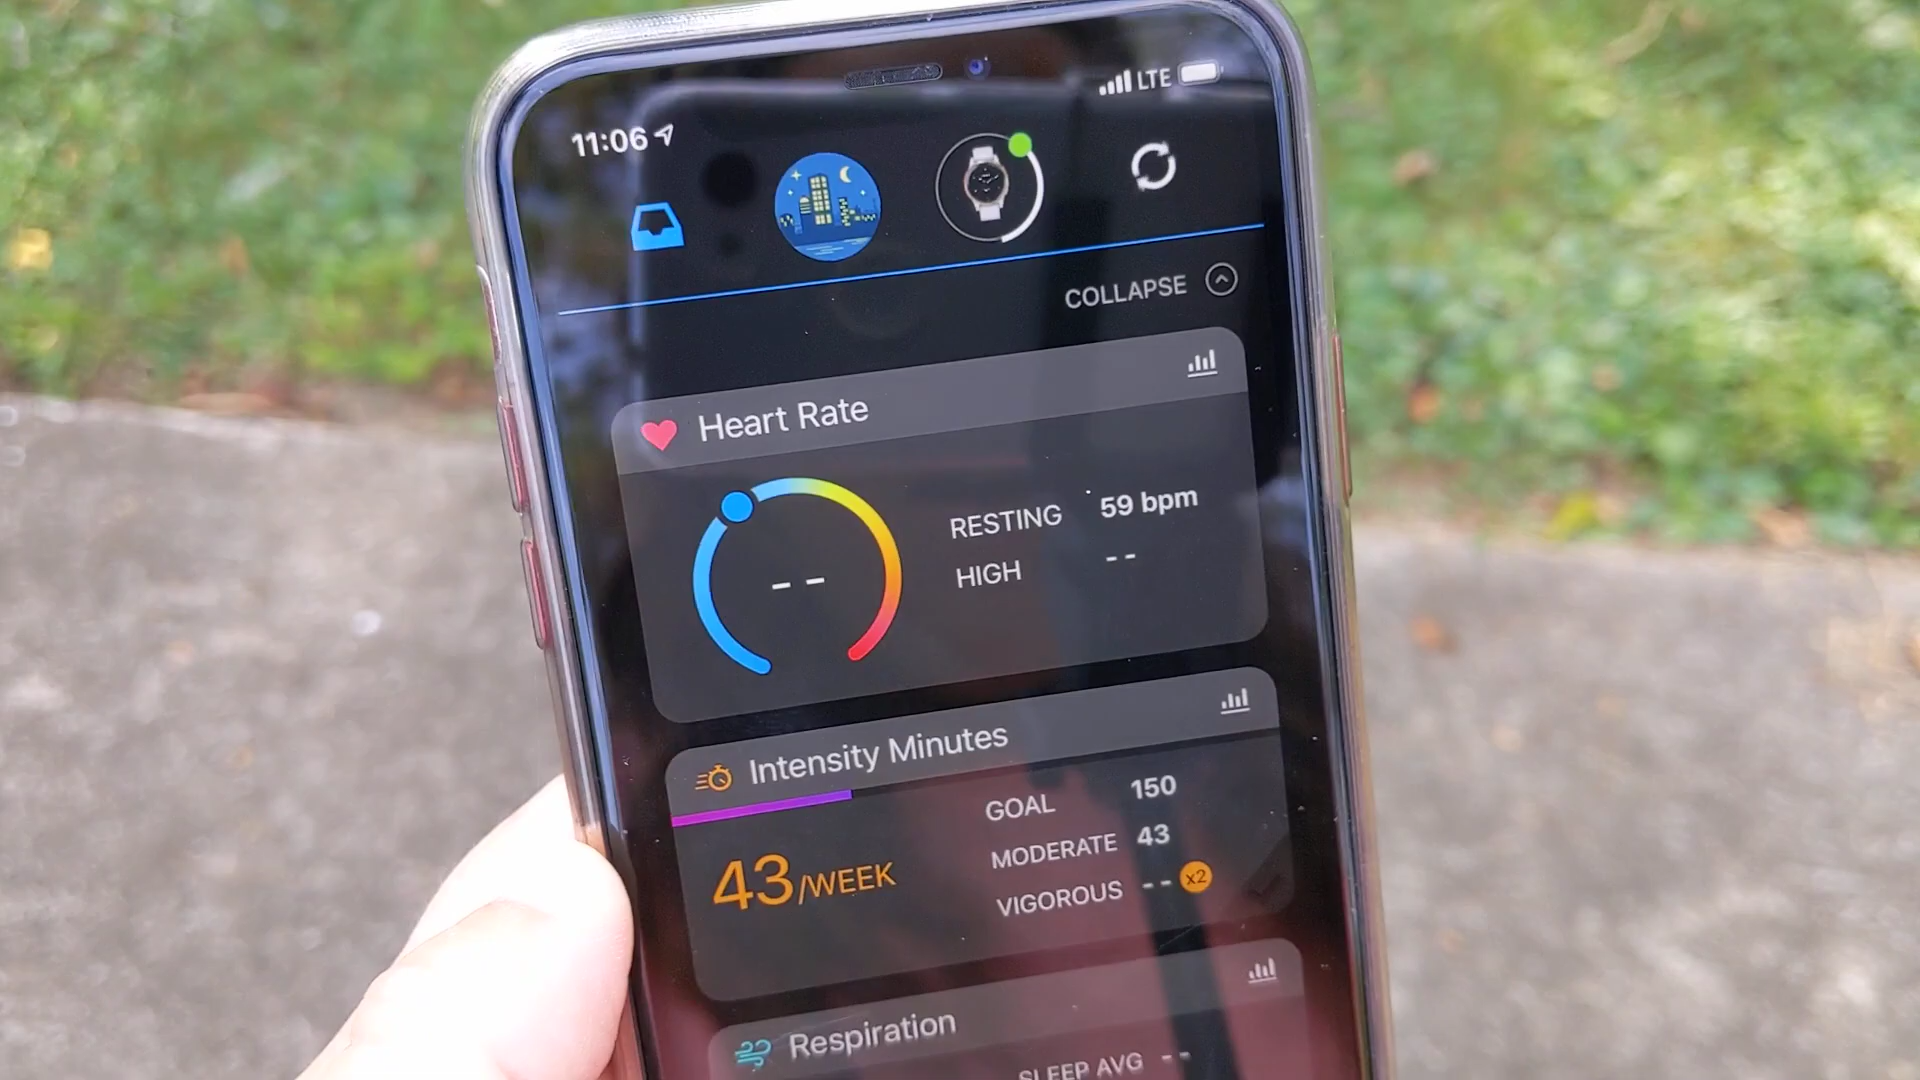 11:06
LTE
COLLAPSE
Heart Rate
RESTING 59 bpm
HIGH --
--
Intensity Minutes
GOAL 150
MODERATE 43
VIGOROUS -- x2
43/WEEK
Respiration
SLEEP AVG --